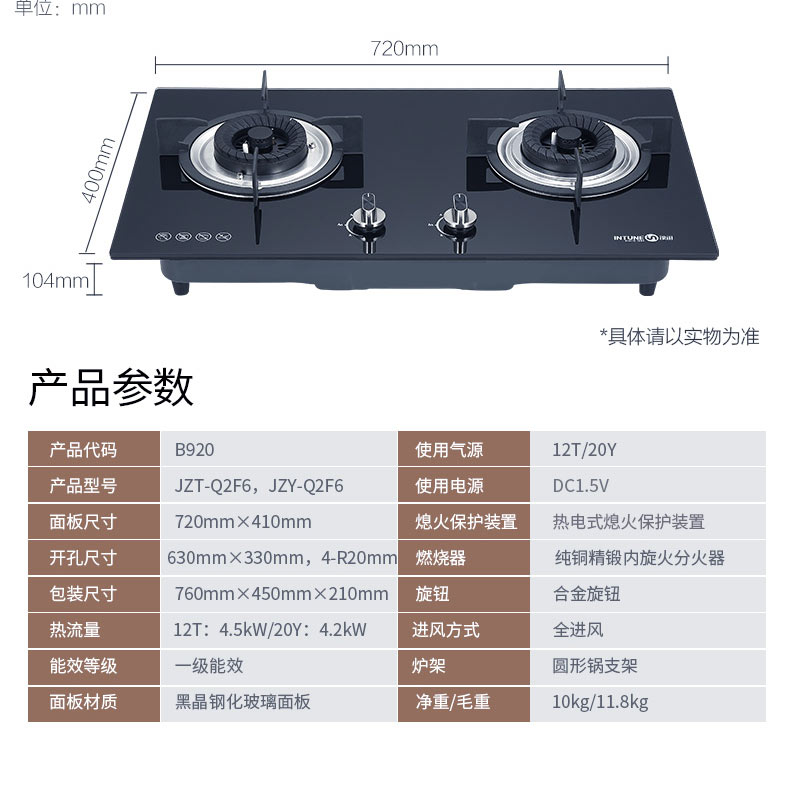 单位：mm
720mm
400mm
104mm
INTUNE
*具体请以实物为准
产品参数
产品代码 B920 使用气源 12T/20Y
产品型号 JZT-Q2F6，JZY-Q2F6 使用电源 DC1.5V
面板尺寸 720mm×410mm 熄火保护装置 热电式熄火保护装置
开孔尺寸 630mm×330mm，4-R20mm 燃烧器 纯铜精锻内旋火分火器
包装尺寸 760mm×450mm×210mm 旋钮 合金旋钮
热流量 12T：4.5kW/20Y：4.2kW 进风方式 全进风
能效等级 一级能效 炉架 圆形锅支架
面板材质 黑晶钢化玻璃面板 净重/毛重 10kg/11.8kg